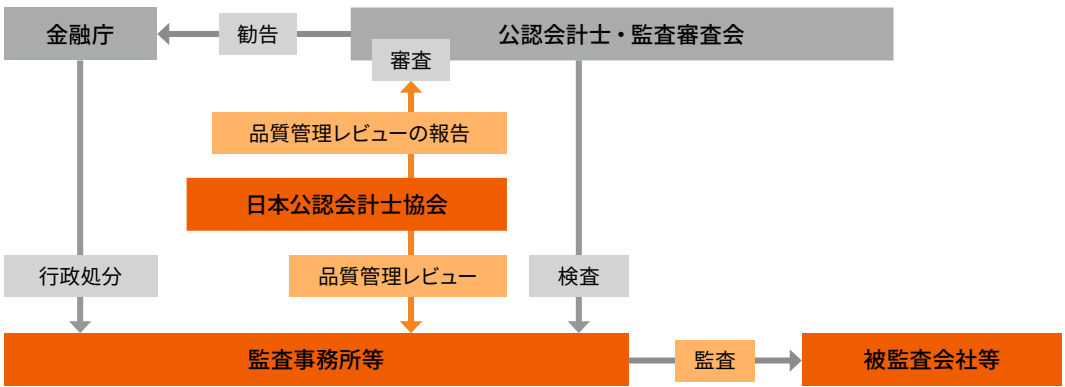 金融庁
勧告
公認会計士・監査審査会
審査
品質管理レビューの報告
日本公認会計士協会
行政処分
品質管理レビュー
検査
監査事務所等
監査
被監査会社等